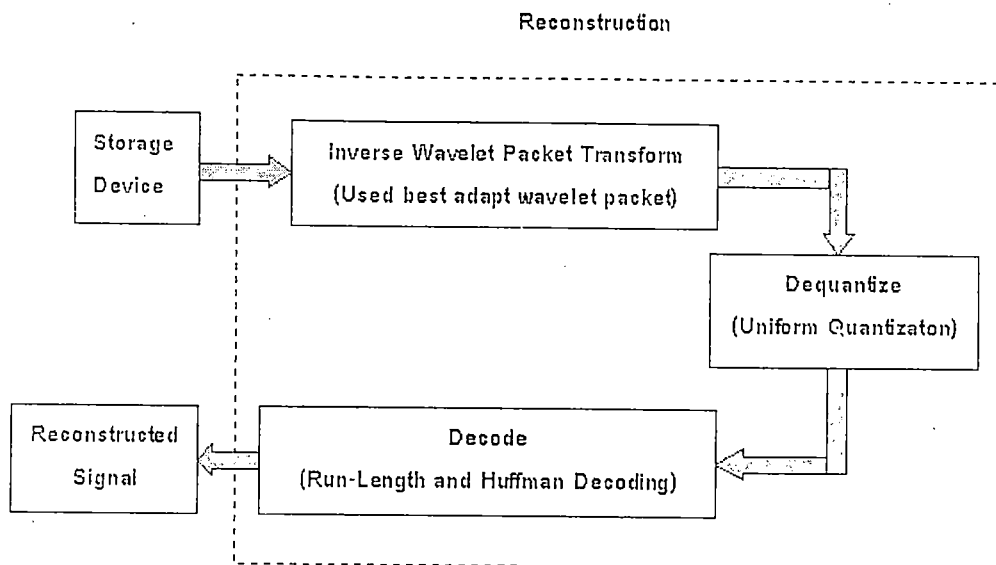 Reconstruction
Storage
Device
Inverse Wavelet Packet Transform
(Used best adapt wavelet packet)
Dequantize
(Uniform Quantizaton)
Decode
(Run-Length and Huffman Decoding)
Reconstructed
Signal